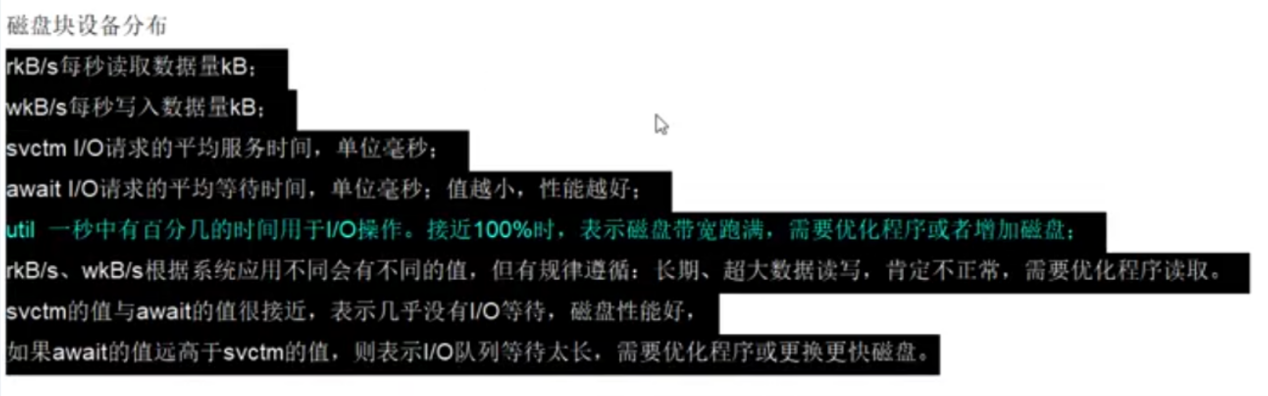 磁盘块设备分布
rkB/s每秒读取数据量kB；
wkB/s每秒写入数据量kB；
svctm I/O请求的平均服务时间，单位毫秒；
await I/O请求的平均等待时间，单位毫秒；值越小，性能越好；
util 一秒中有百分几的时间用于I/O操作。接近100%时，表示磁盘带宽跑满，需要优化程序或者增加磁盘；
rkB/s、wkB/s根据系统应用不同会有不同的值，但有规律遵循：长期、超大数据读写，肯定不正常，需要优化程序读取。
svctm的值与await的值很接近，表示几乎没有I/O等待，磁盘性能好，
如果await的值远高于svctm的值，则表示I/O队列等待太长，需要优化程序或更换更快磁盘。